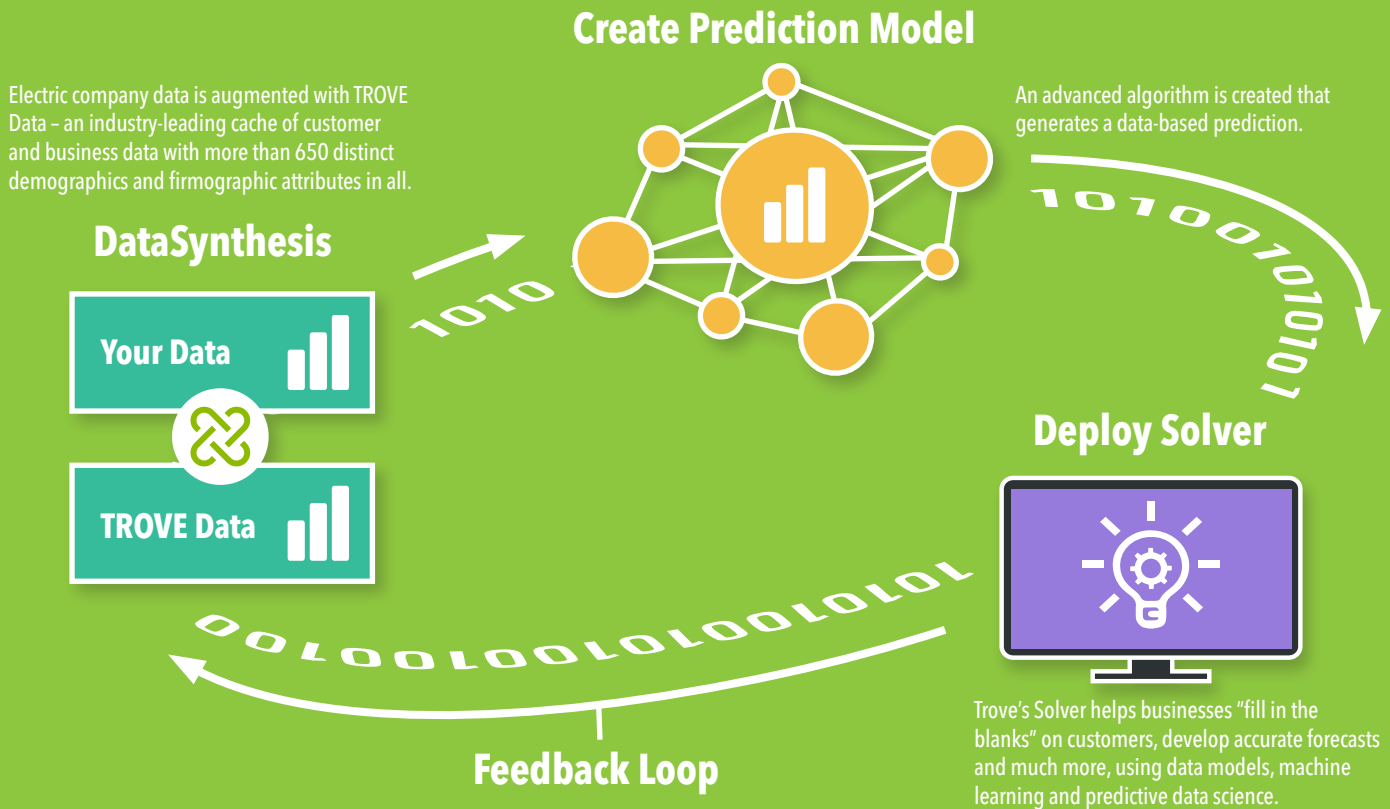 Create Prediction Model
Electric company data is augmented with TROVE
Data – an industry-leading cache of customer
and business data with more than 650 distinct
demographics and firmographic attributes in all.
An advanced algorithm is created that
generates a data-based prediction.
101001010101
DataSynthesis
1010
Your Data
TROVE Data
Deploy Solver
Trove's Solver helps businesses "fill in the
blanks" on customers, develop accurate forecasts
and much more, using data models, machine
learning and predictive data science.
Feedback Loop